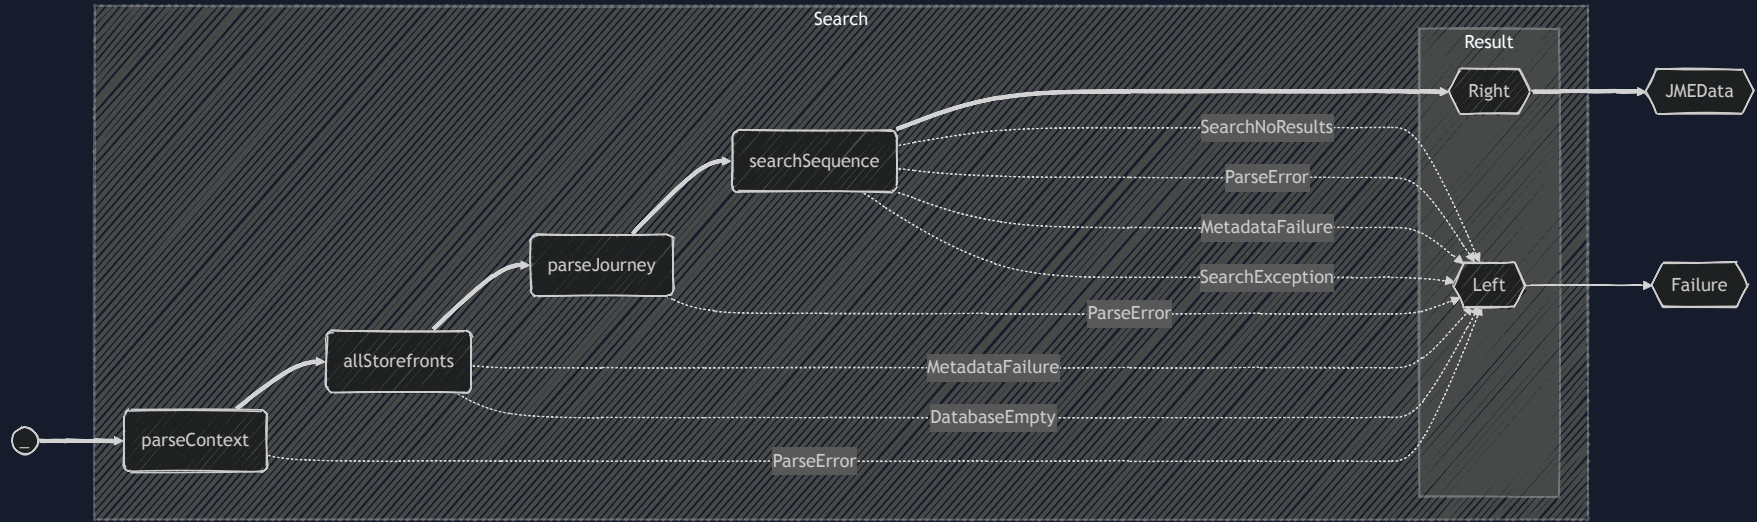 Search
Result
Right
JMEData
SearchNoResults
searchSequence
ParseError
MetadataFailure
parseJourney
SearchException
Left
Failure
ParseError
allStorefronts
MetadataFailure
DatabaseEmpty
_
parseContext
ParseError